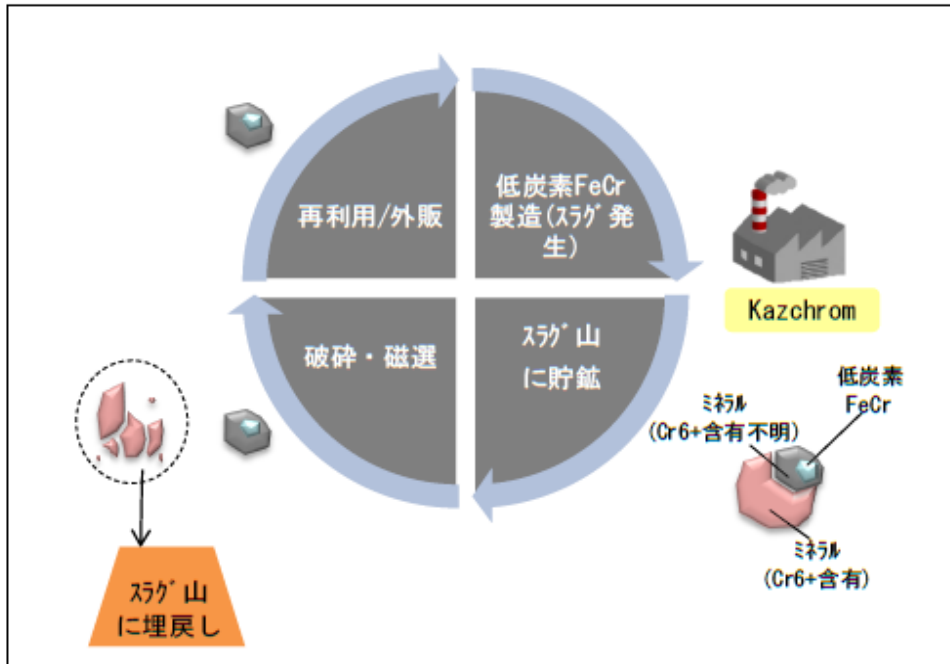 再利用/外販
低炭素FeCr
製造(ｽﾗｸﾞ発
生)
Kazchrom
破砕・磁選
ｽﾗｸﾞ山
に貯鉱
低炭素
FeCr
ﾐﾈﾗﾙ
(Cr6+含有不明)
ﾐﾈﾗﾙ
(Cr6+含有)
ｽﾗｸﾞ山
に埋戻し